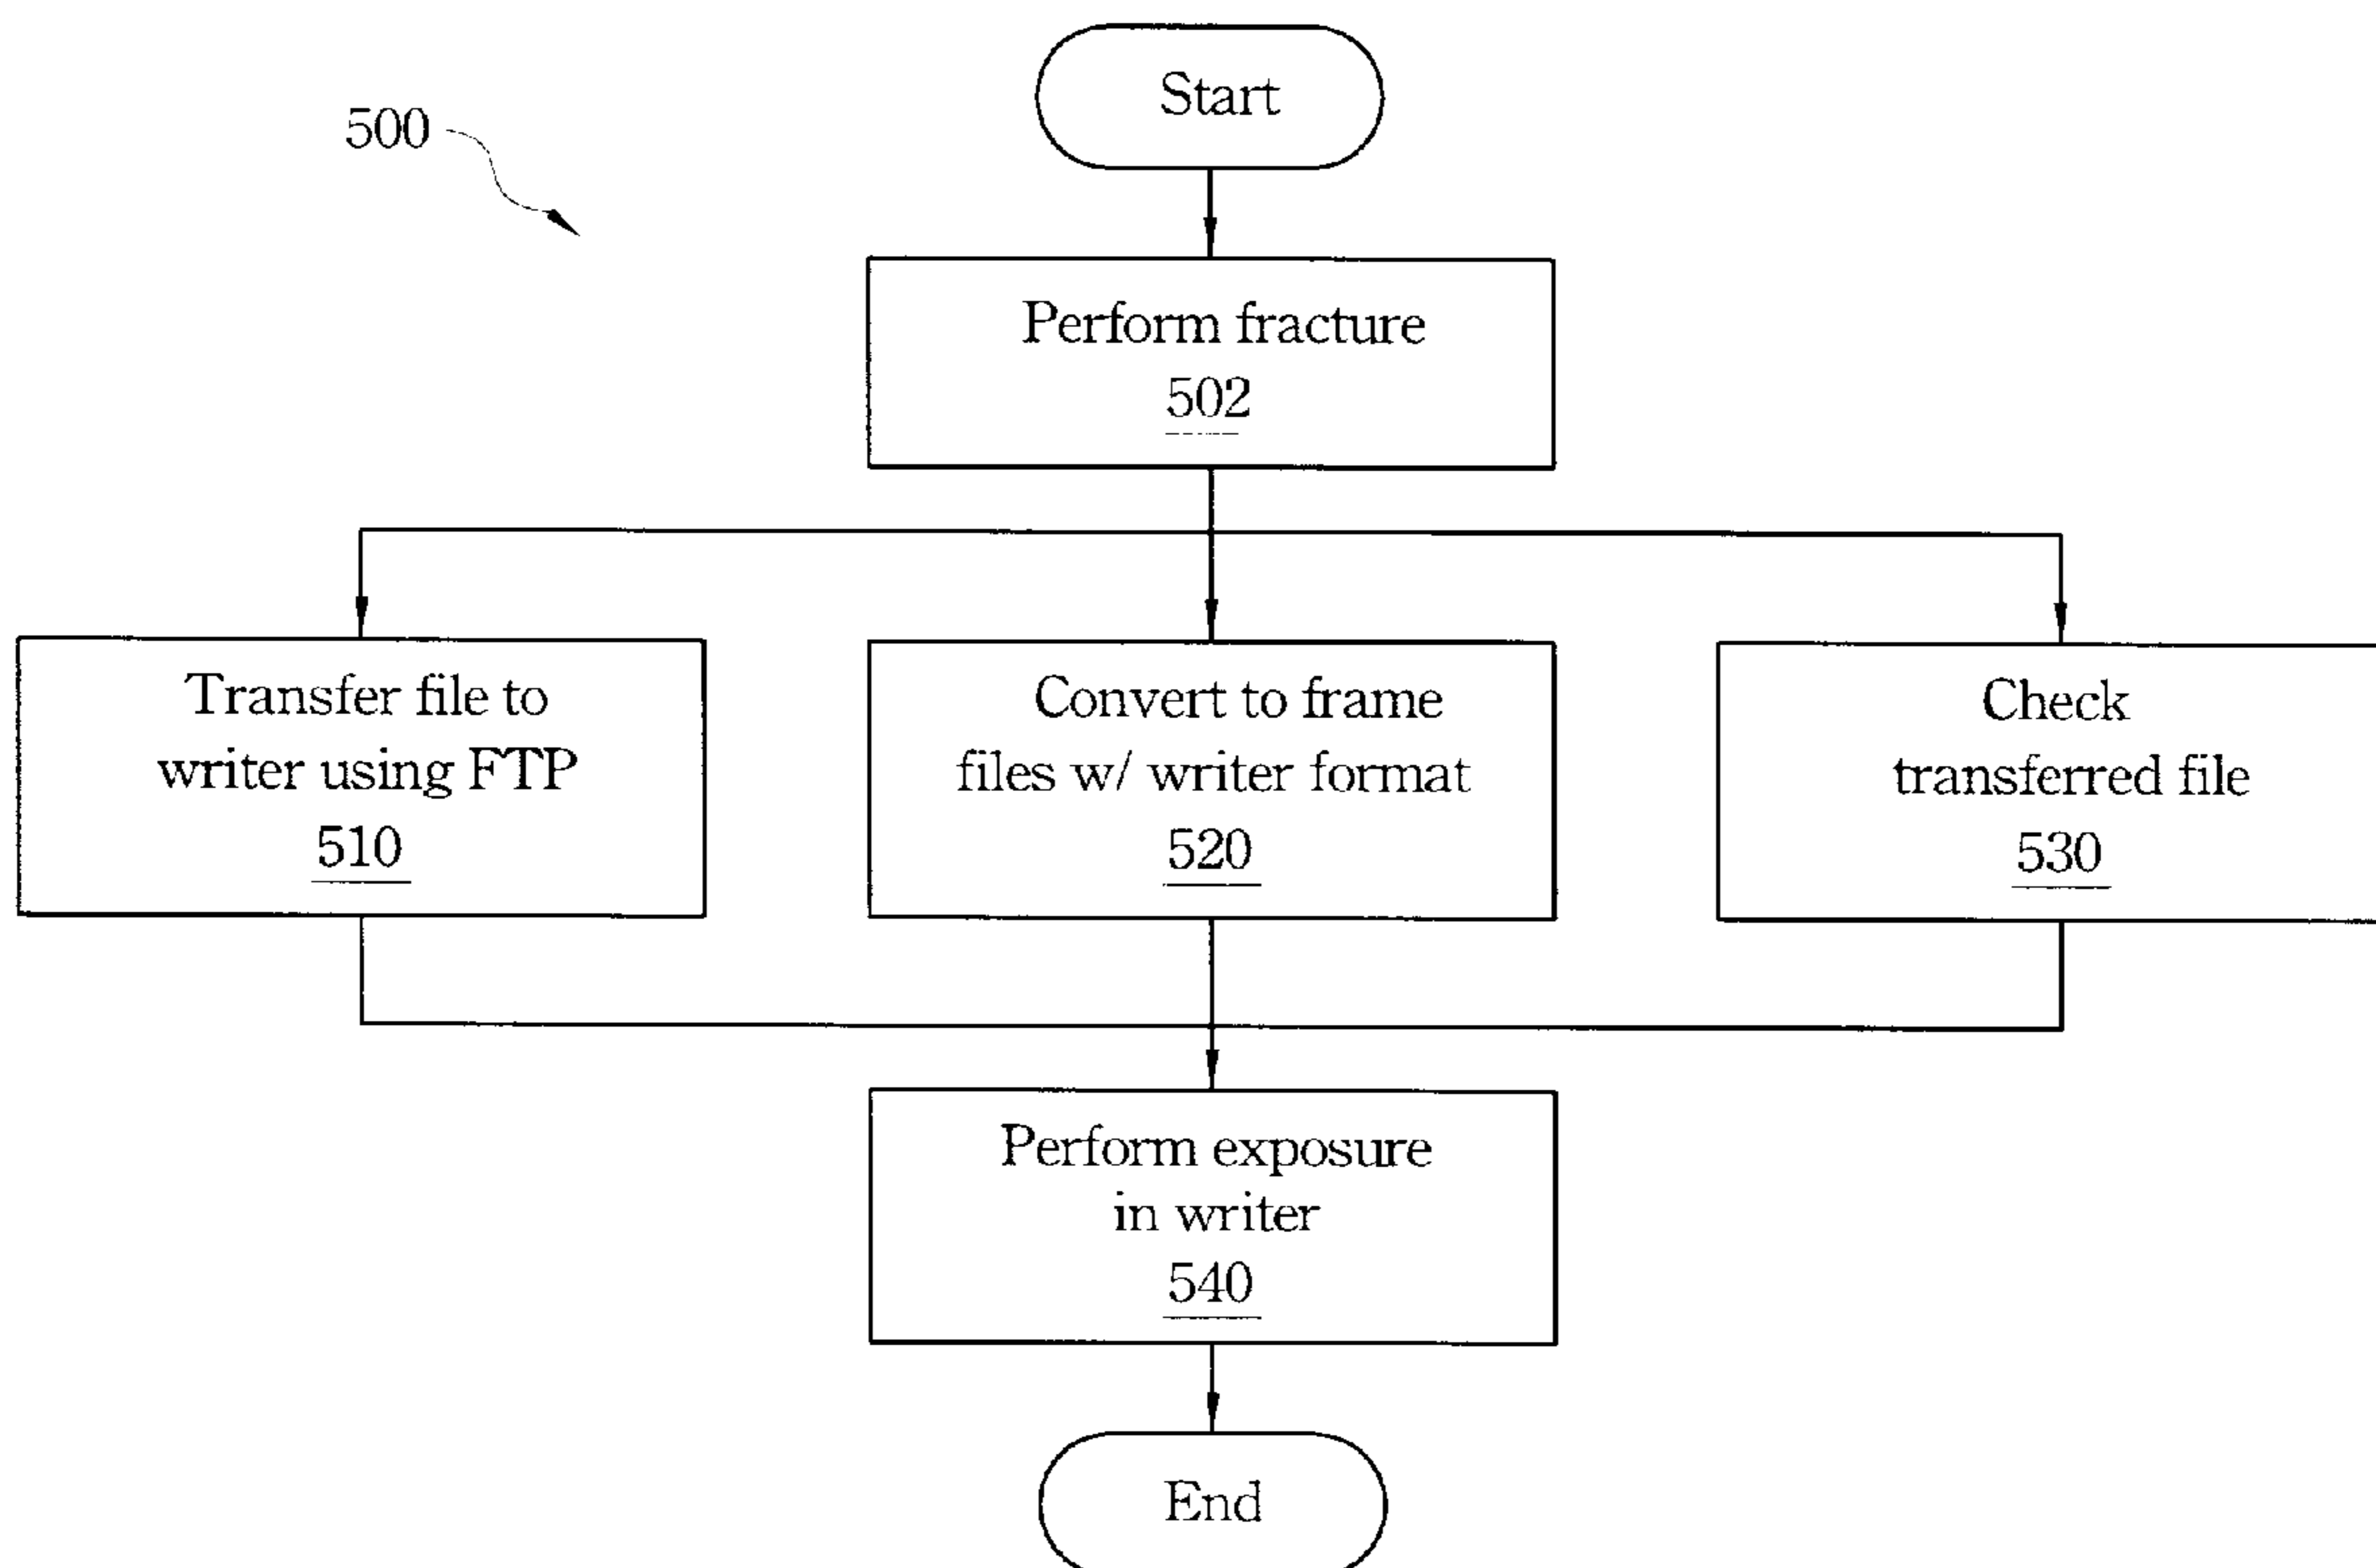 Start
500
Perform fracture
502
Transfer file to
writer using FTP
510
Convert to frame
files w/ writer format
520
Check
transferred file
530
Perform exposure
in writer
540
End